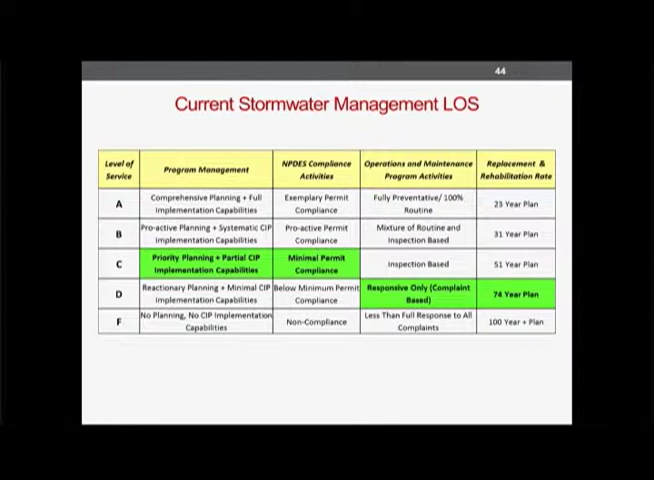 44
Current Stormwater Management LOS
Level of Service
Program Management
NPDES Compliance Activities
Operations and Maintenance Program Activities
Replacement & Rehabilitation Rate
A
Comprehensive Planning + Full Implementation Capabilities
Exemplary Permit Compliance
Fully Preventative/ 100% Routine
23 Year Plan
B
Pro-active Planning + Systematic CIP Implementation Capabilities
Pro-active Permit Compliance
Mixture of Routine and Inspection Based
31 Year Plan
C
Priority Planning + Partial CIP Implementation Capabilities
Minimal Permit Compliance
Inspection Based
51 Year Plan
D
Reactionary Planning + Minimal CIP Implementation Capabilities
Below Minimum Permit Compliance
Responsive Only (Complaint Based)
74 Year Plan
F
No Planning, No CIP Implementation Capabilities
Non-Compliance
Less Than Full Response to All Complaints
100 Year + Plan